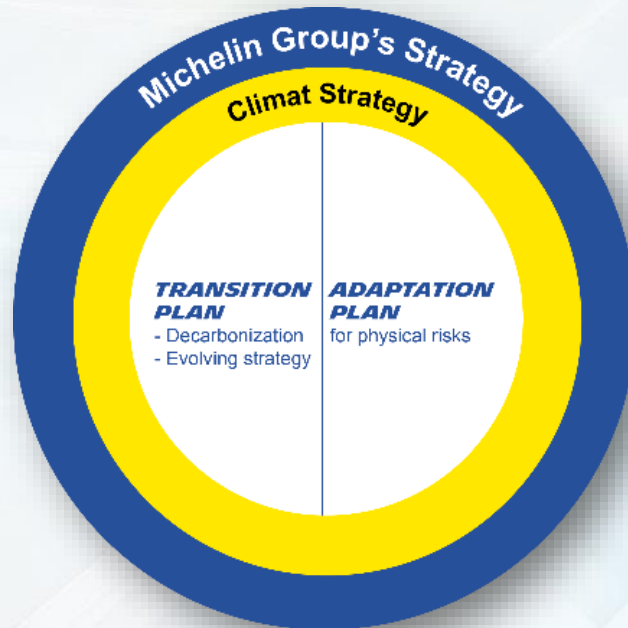 Michelin Group's Strategy
Climat Strategy
TRANSITION
PLAN
- Decarbonization
- Evolving strategy
ADAPTATION
PLAN
for physical risks